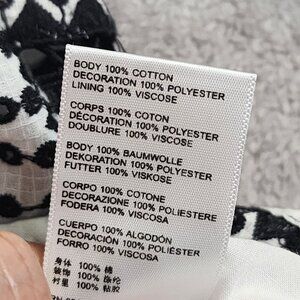 BODY 100% COTTON
DECORATION 100% POLYESTER
LINING 100% VISCOSE
CORPS 100% COTON
DÉCORATION 100% POLYESTER
DOUBLURE 100% VISCOSE
BODY 100% BAUMWOLLE
DEKORATION 100% POLYESTER
FUTTER 100% VISKOSE
CORPO 100% COTONE
DECORAZIONE 100% POLIESTERE
FODERA 100% VISCOSA
CUERPO 100% ALGODÓN
DECORACIÓN 100% POLIÉSTER
FORRO 100% VISCOSA
身体 100% 棉
装饰 100% 涤纶
衬里 100% 粘胶